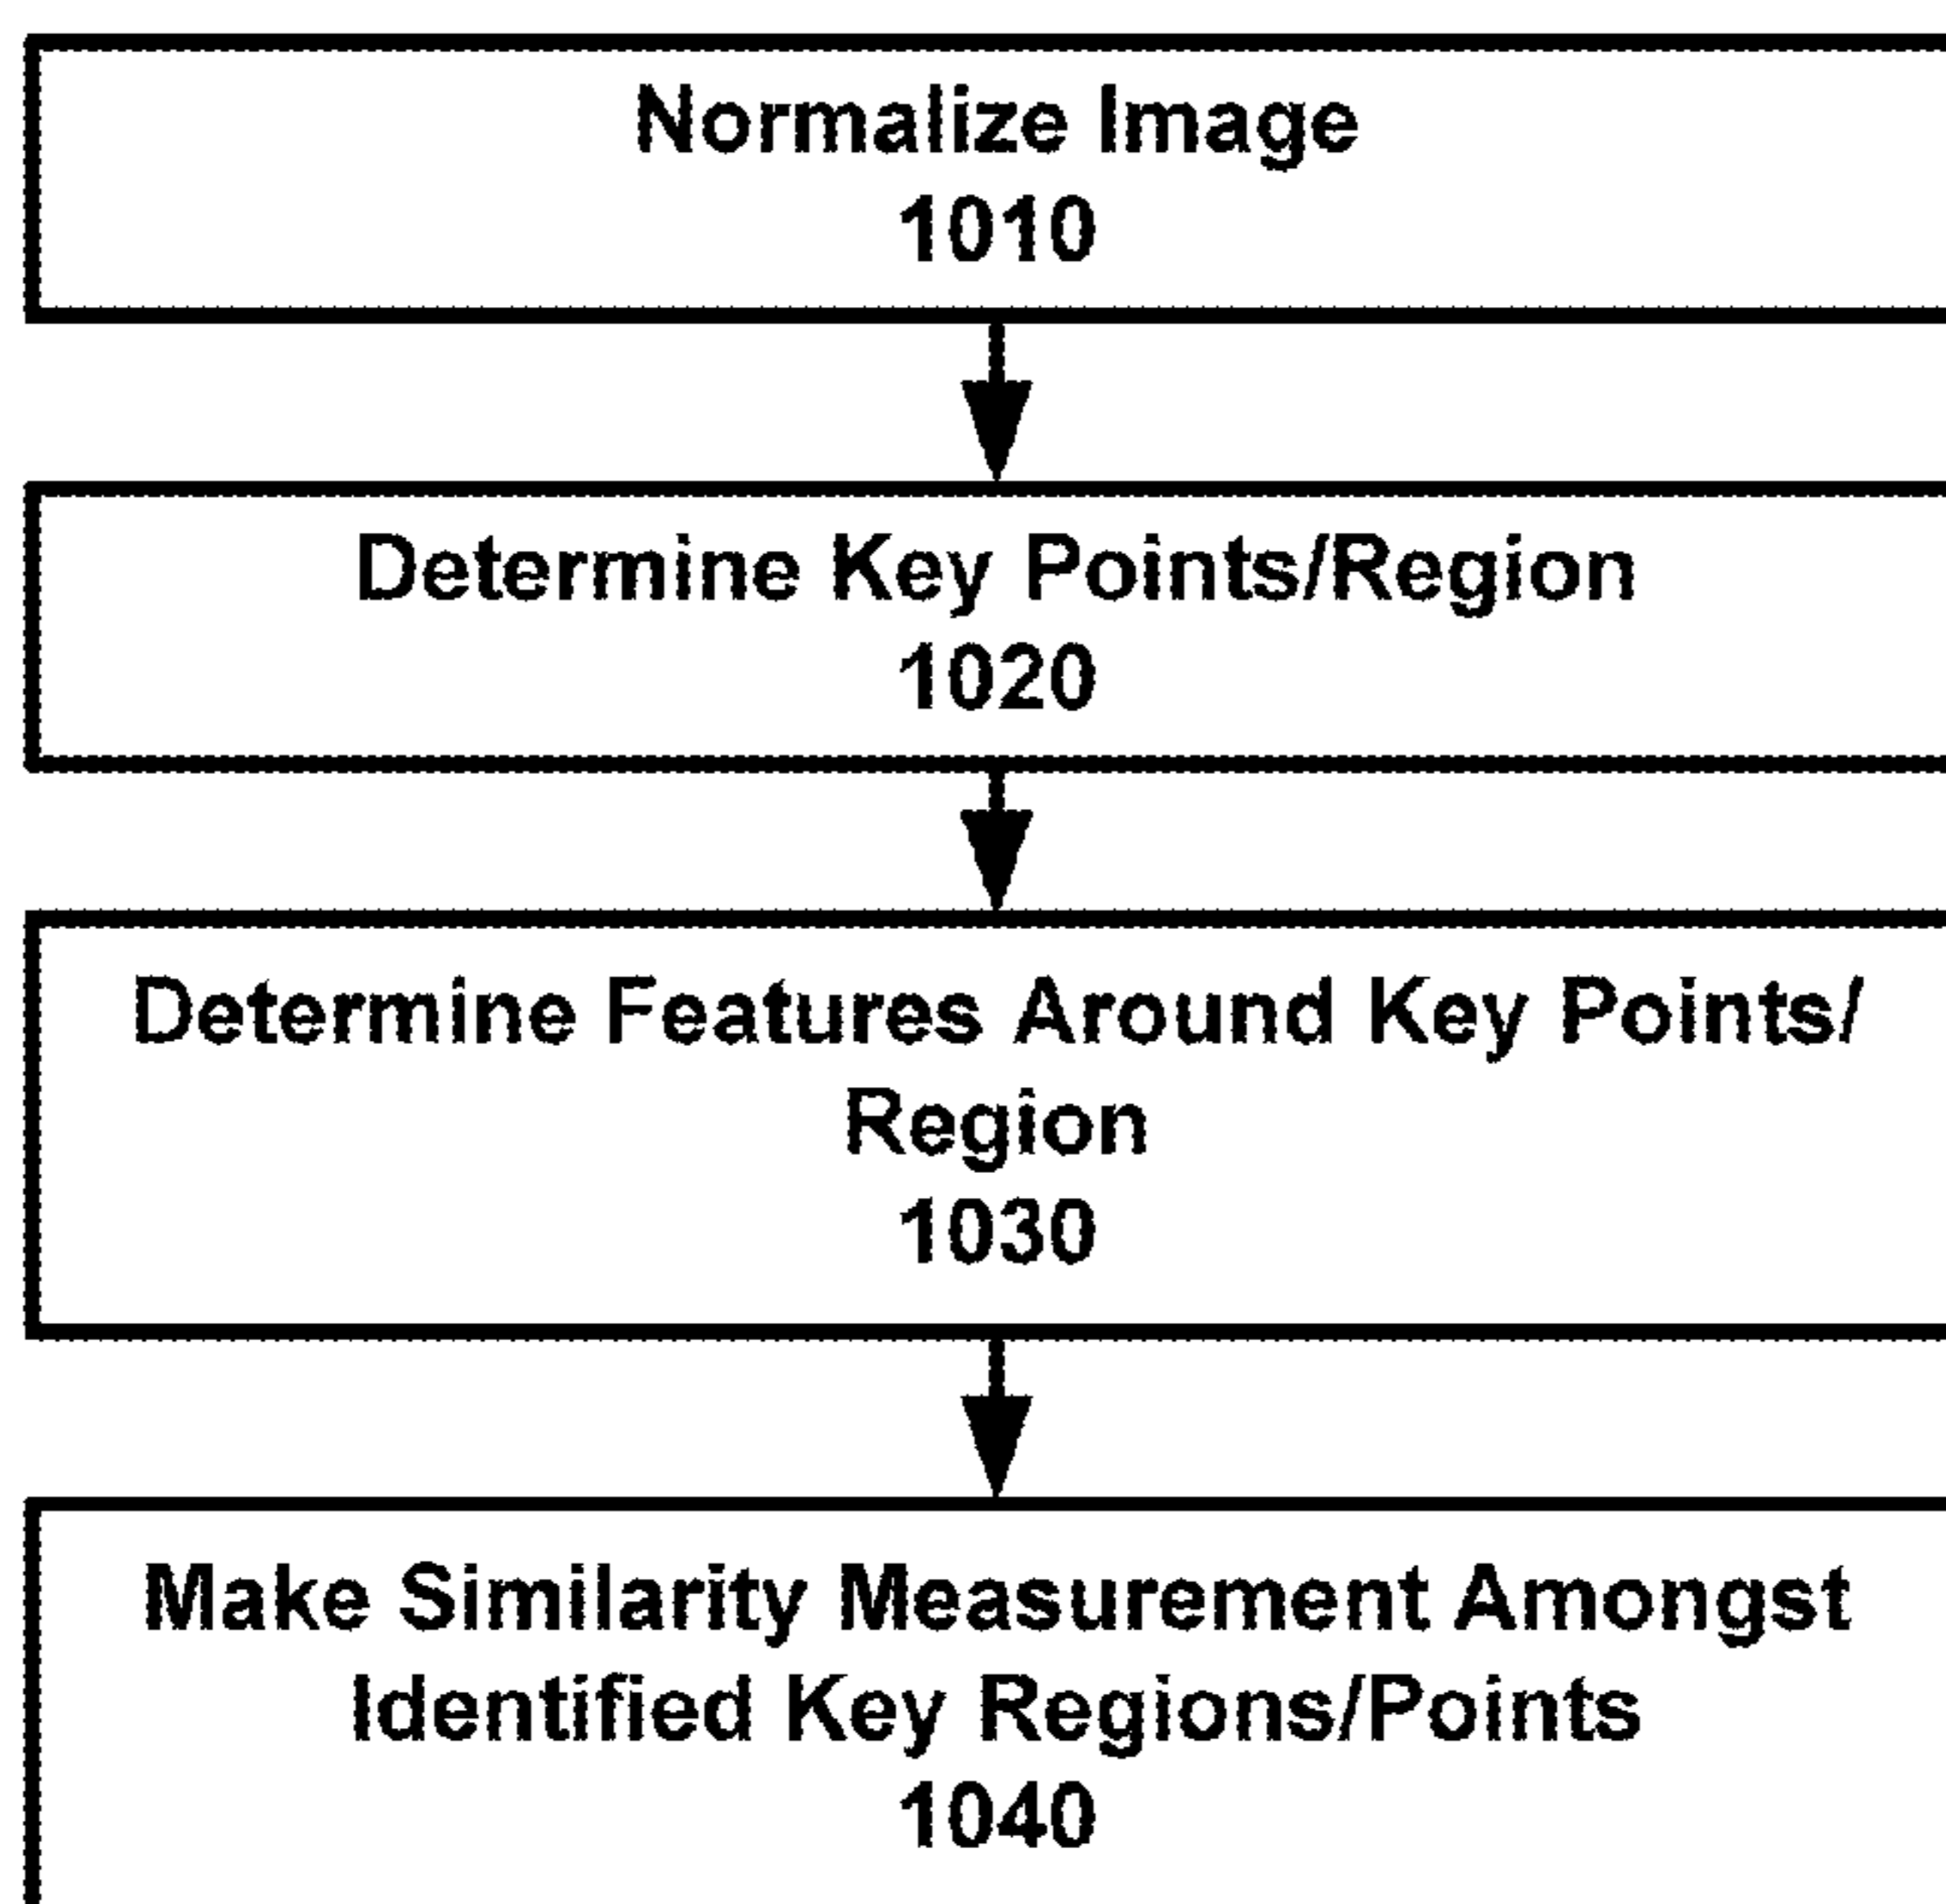 Normalize Image
1010
Determine Key Points/Region
1020
Determine Features Around Key Points/
Region
1030
Make Similarity Measurement Amongst
Identified Key Regions/Points
1040